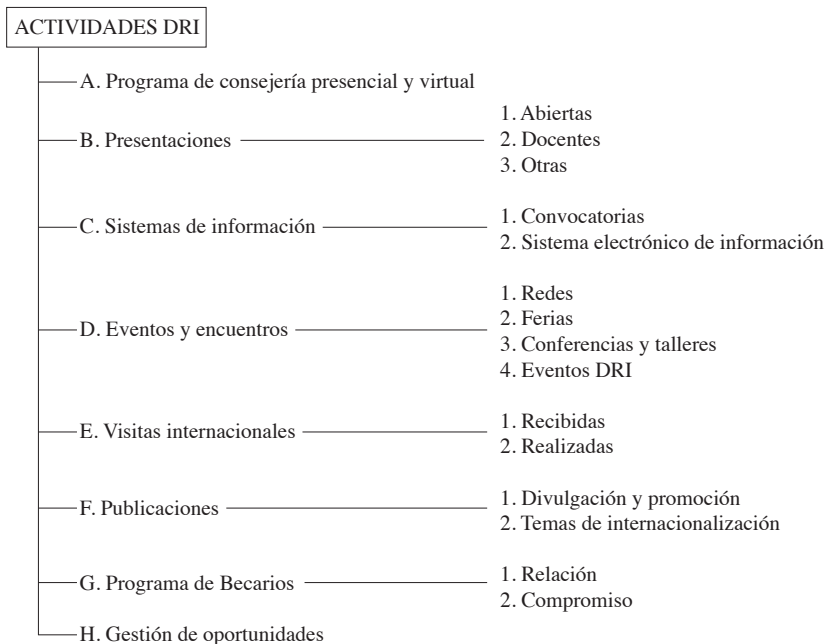 ACTIVIDADES DRI
A. Programa de consejería presencial y virtual
B. Presentaciones
1. Abiertas
2. Docentes
3. Otras
C. Sistemas de información
1. Convocatorias
2. Sistema electrónico de información
D. Eventos y encuentros
1. Redes
2. Ferias
3. Conferencias y talleres
4. Eventos DRI
E. Visitas internacionales
1. Recibidas
2. Realizadas
F. Publicaciones
1. Divulgación y promoción
2. Temas de internacionalización
G. Programa de Becarios
1. Relación
2. Compromiso
H. Gestión de oportunidades